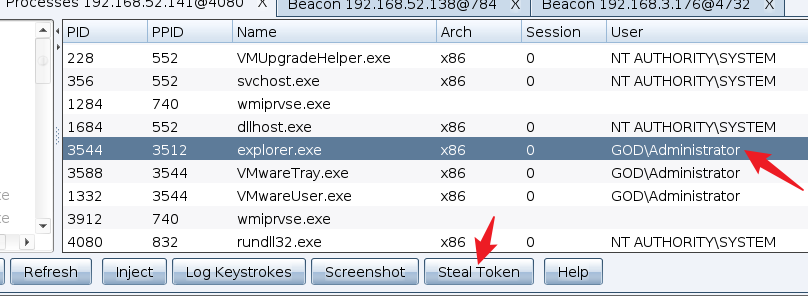 Processes 192.168.52.141@4080 X Beacon 192.168.52.138@784 X Beacon 192.168.3.176@4732 X
PID PPID Name Arch Session User
228 552 VMUpgradeHelper.exe x86 0 NT AUTHORITY\SYSTEM
356 552 svchost.exe x86 0 NT AUTHORITY\SYSTEM
1284 740 wmiprvse.exe
1684 552 dllhost.exe x86 0 NT AUTHORITY\SYSTEM
3544 3512 explorer.exe x86 0 GOD\Administrator
3588 3544 VMwareTray.exe x86 0 GOD\Administrator
1332 3544 VMwareUser.exe x86 0 GOD\Administrator
3912 740 wmiprvse.exe
4080 832 rundll32.exe x86 0 NT AUTHORITY\SYSTEM
Refresh Inject Log Keystrokes Screenshot Steal Token Help